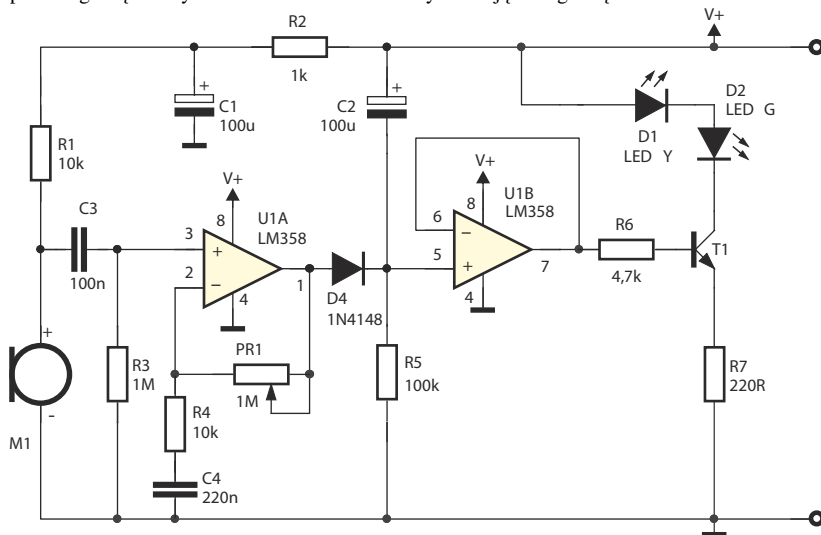 V+
R2
1k
D2
LED G
+
C1
100u
+
C2
100u
D1
LED Y
R1
10k
C3
100n
V+
8
U1A
LM358
3
+
2
−
1
4
V+
8
U1B
LM358
6
−
5
+
7
4
R6
4,7k
T1
D4
1N4148
+
M1
-
R3
1M
PR1
1M
R4
10k
C4
220n
R5
100k
R7
220R